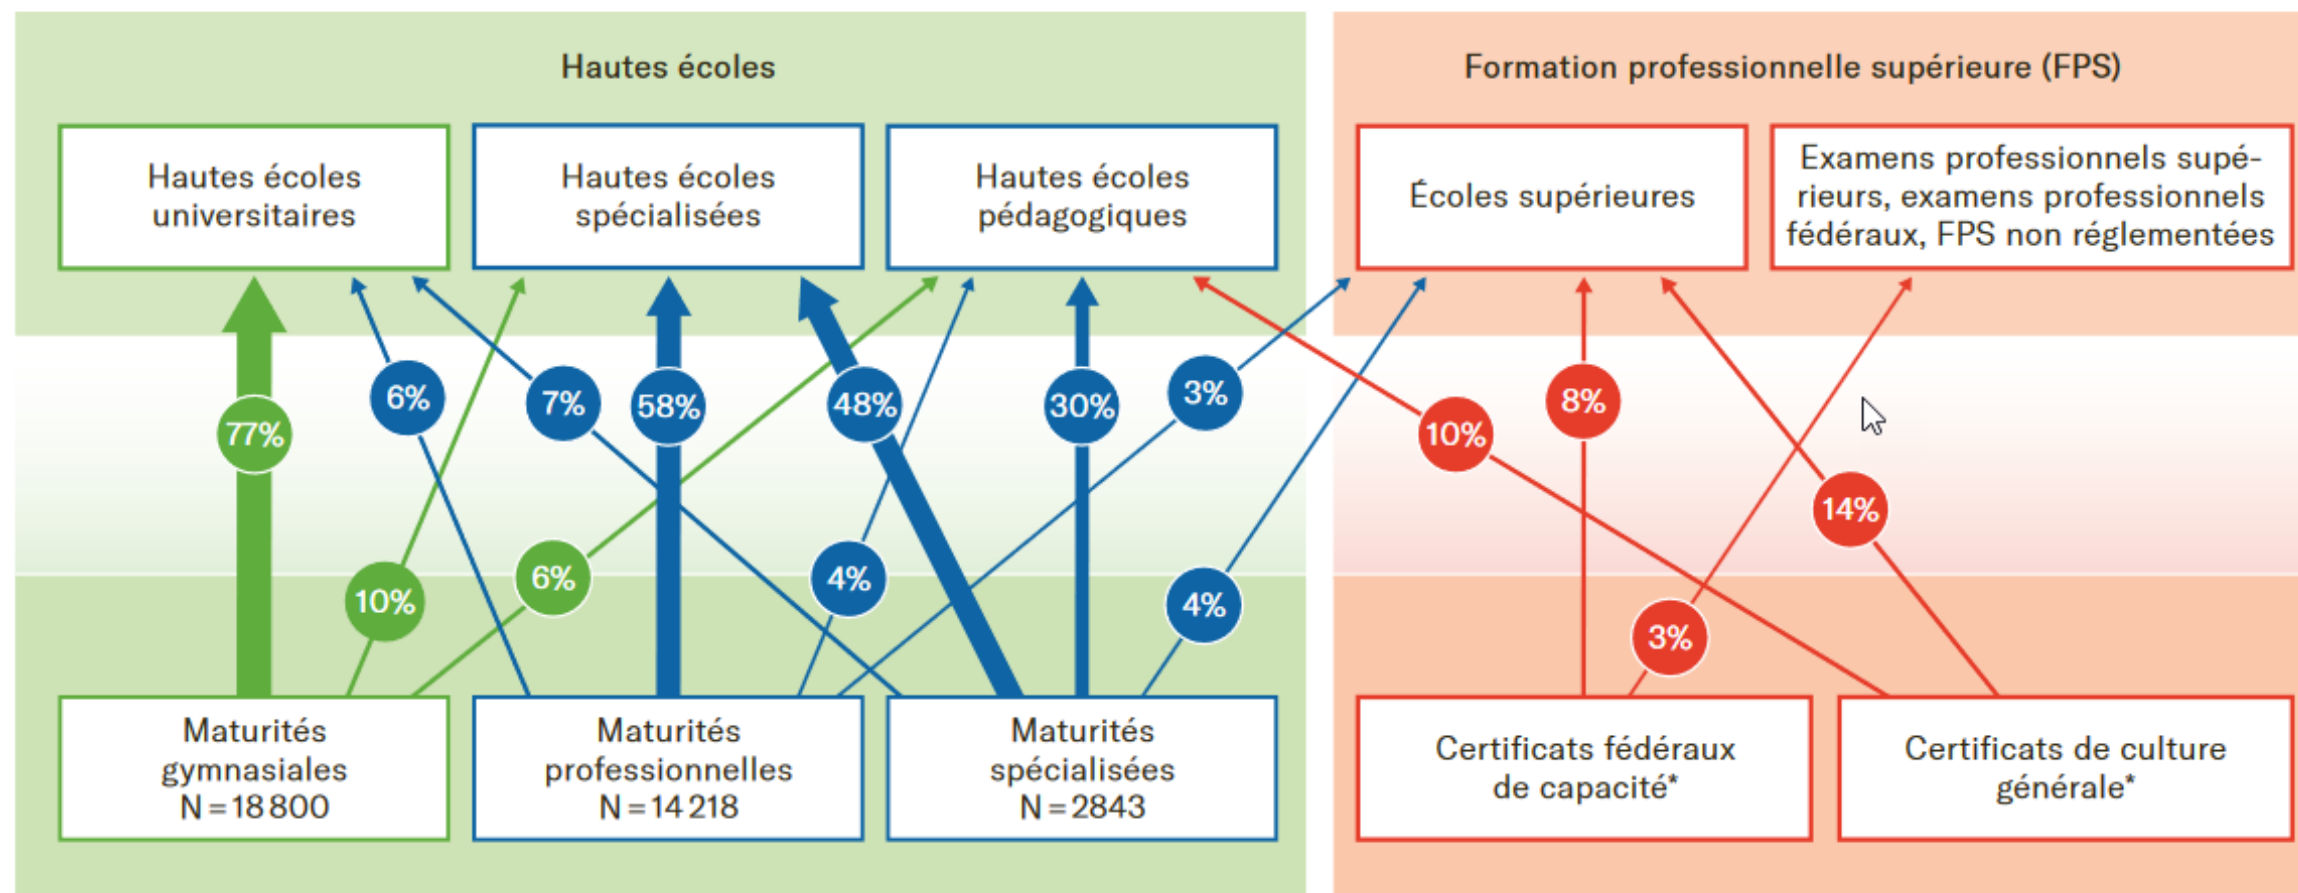 Hautes écoles
Formation professionnelle supérieure (FPS)
Hautes écoles
universitaires
Hautes écoles
spécialisées
Hautes écoles
pédagogiques
Écoles supérieures
Examens professionnels supé-
rieurs, examens professionnels
fédéraux, FPS non réglementées
77%
6%
7%
58%
48%
30%
3%
10%
8%
14%
10%
6%
4%
4%
3%
Maturités
gymnasiales
N = 18 800
Maturités
professionnelles
N = 14 218
Maturités
spécialisées
N = 2843
Certificats fédéraux
de capacité*
Certificats de culture
générale*